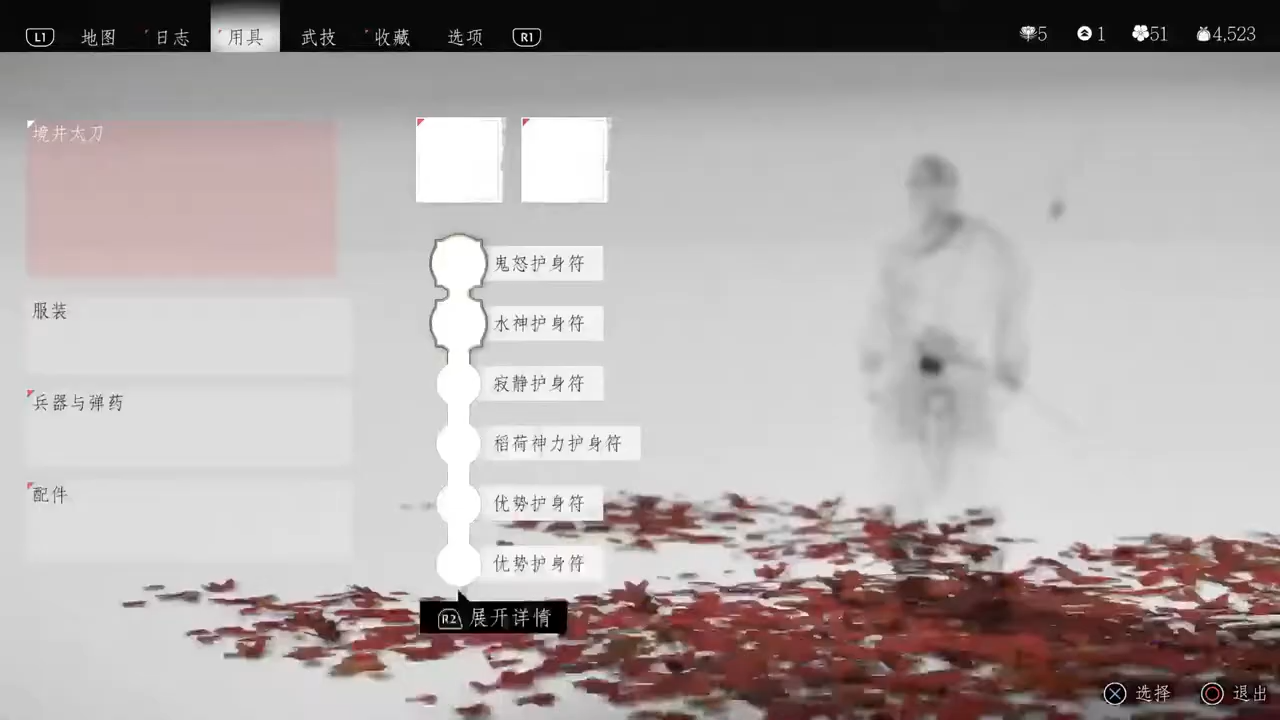 L1 地图 日志 用具 武技 收藏 选项 R1 5 1 51 4,523
境井太刀
服装
兵器与弹药
配件
鬼怒护身符
水神护身符
寂静护身符
稻荷神力护身符
优势护身符
优势护身符
R2 展开详情
选择 退出